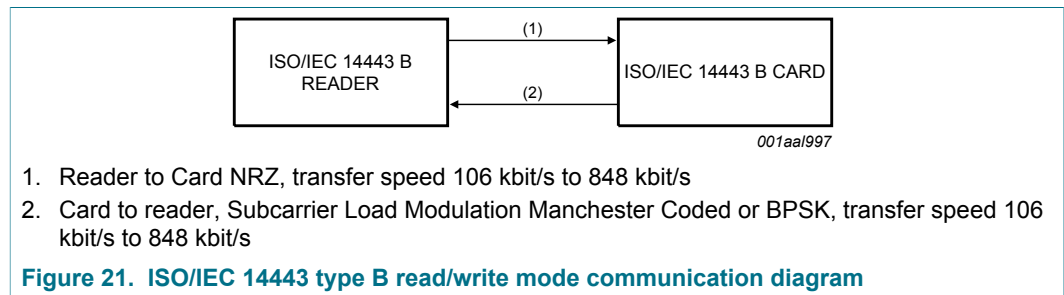 (1)
ISO/IEC 14443 B
READER
ISO/IEC 14443 B CARD
(2)
001aal997
1. Reader to Card NRZ, transfer speed 106 kbit/s to 848 kbit/s
2. Card to reader, Subcarrier Load Modulation Manchester Coded or BPSK, transfer speed 106
kbit/s to 848 kbit/s
Figure 21. ISO/IEC 14443 type B read/write mode communication diagram